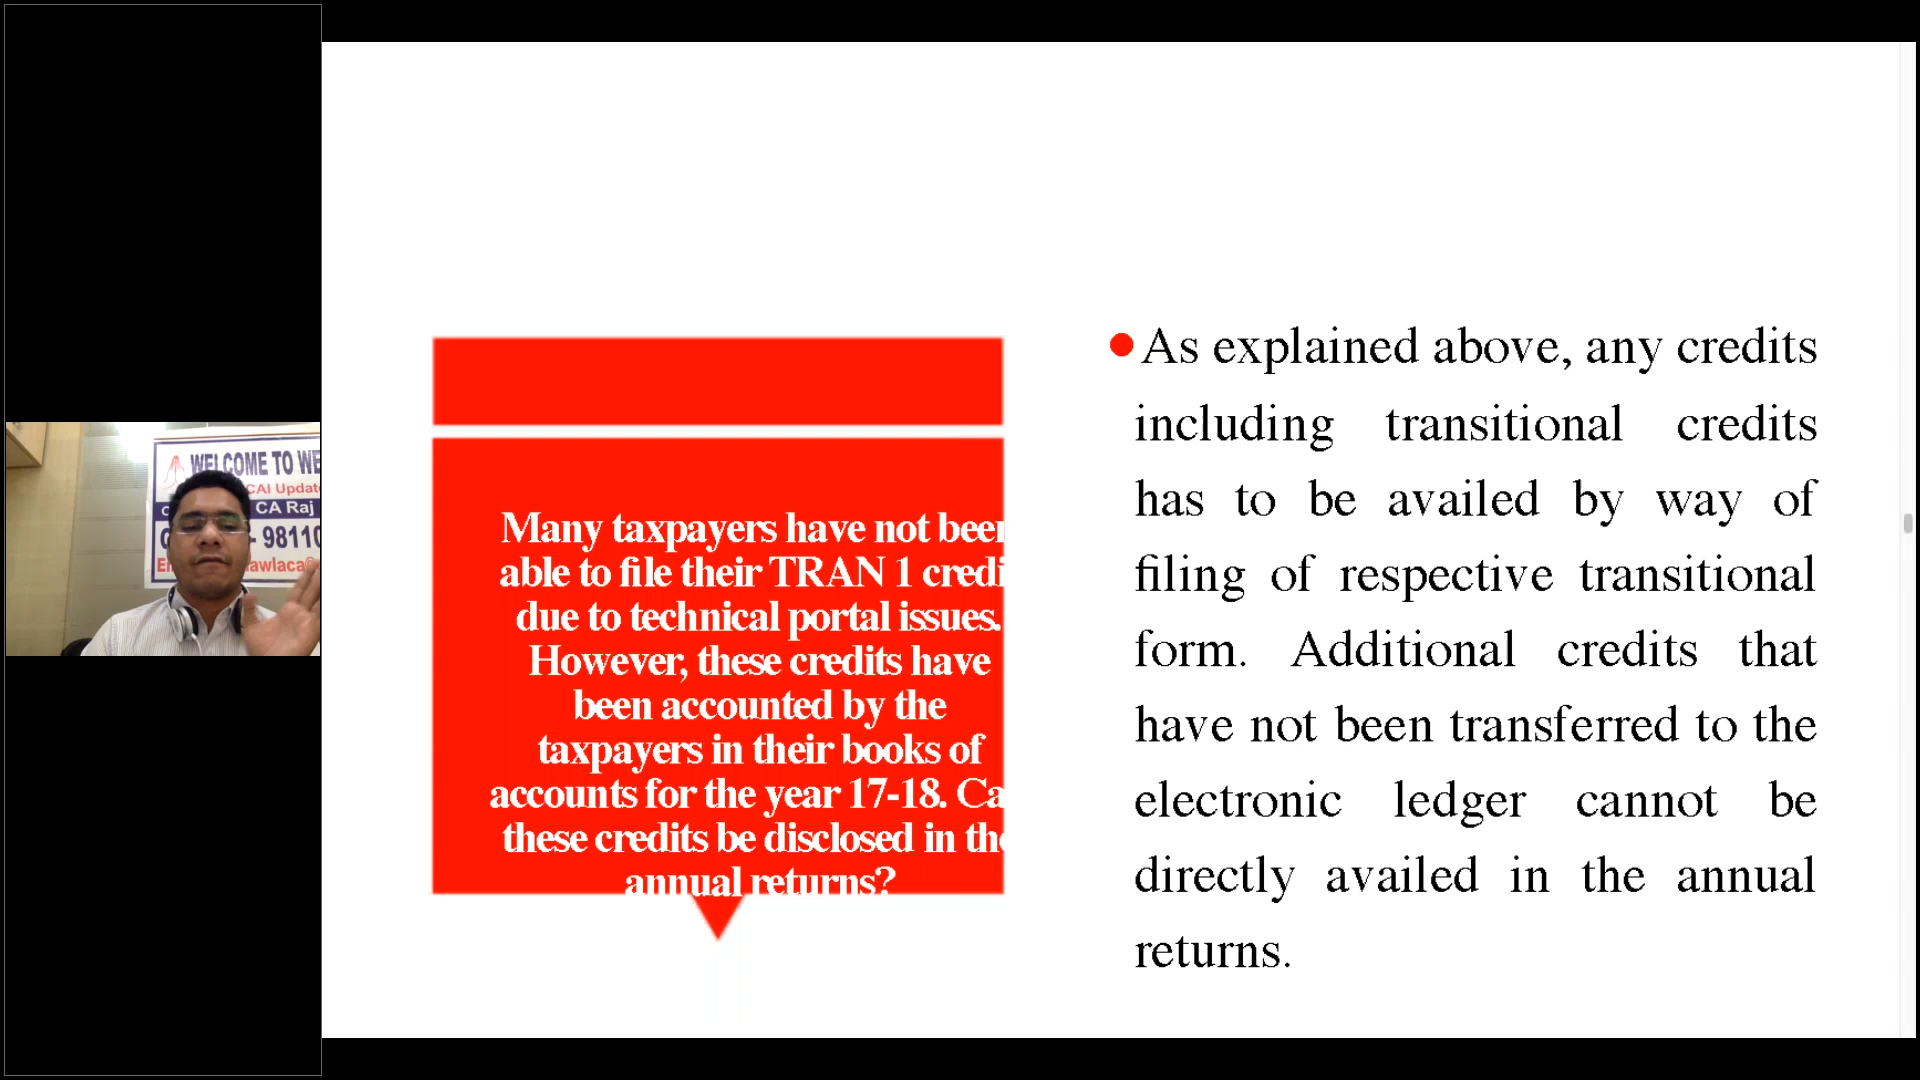 WELCOME TO WE
CAI Updat
CA Raj
9811
Many taxpayers have not been
able to file their TRAN 1 credi
due to technical portal issues.
However, these credits have
been accounted by the
taxpayers in their books of
accounts for the year 17-18. Ca
these credits be disclosed in the
annual returns?
As explained above, any credits
including transitional credits
has to be availed by way of
filing of respective transitional
form. Additional credits that
have not been transferred to the
electronic ledger cannot be
directly availed in the annual
returns.